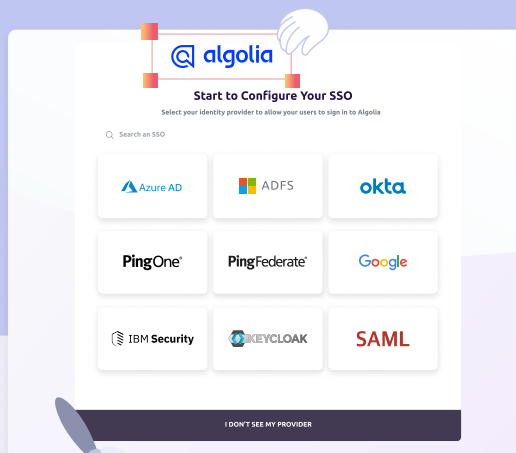 algolia
Start to Configure Your SSO
Select your identity provider to allow your users to sign in to Algolia
Search an SSO
Azure AD
ADFS
okta
PingOne®
PingFederate®
Google
IBM Security
KEYCLOAK
SAML
I DON'T SEE MY PROVIDER